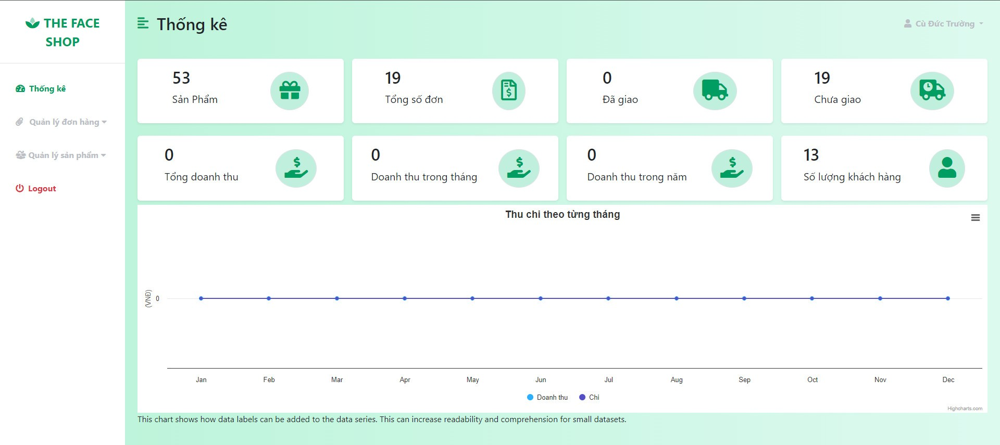 THE FACE
SHOP
Thống kê
Quản lý đơn hàng
Quản lý sản phẩm
Logout
Thống kê
Cù Đức Trường
53
Sản Phẩm
19
Tổng số đơn
0
Đã giao
19
Chưa giao
0
Tổng doanh thu
0
Doanh thu trong tháng
0
Doanh thu trong năm
13
Số lượng khách hàng
Thu chi theo từng tháng
(VNĐ)
0
Jan Feb Mar Apr May Jun Jul Aug Sep Oct Nov Dec
Doanh thu Chi
Highcharts.com
This chart shows how data labels can be added to the data series. This can increase readability and comprehension for small datasets.